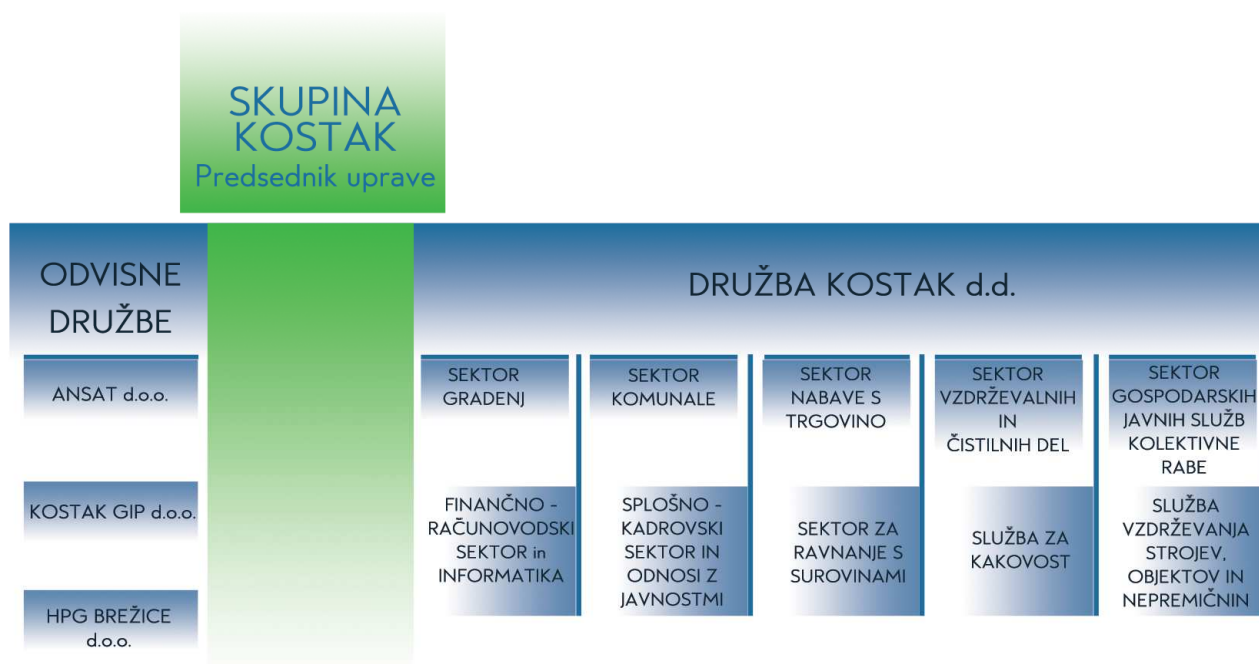 SKUPINA
KOSTAK
Predsednik uprave
ODVISNE
DRUŽBE
DRUŽBA KOSTAK d.d.
ANSAT d.o.o.
KOSTAK GIP d.o.o.
HPG BREŽICE
d.o.o.
SEKTOR
GRADENJ
SEKTOR
KOMUNALE
SEKTOR
NABAVE S
TRGOVINO
SEKTOR
VZDRŽEVALNIH
IN
ČISTILNIH DEL
SEKTOR
GOSPODARSKIH
JAVNIH SLUŽB
KOLEKTIVNE
RABE
FINANČNO -
RAČUNOVODSKI
SEKTOR in
INFORMATIKA
SPLOŠNO -
KADROVSKI
SEKTOR IN
ODNOSI Z
JAVNOSTMI
SEKTOR ZA
RAVNANJE S
SUROVINAMI
SLUŽBA ZA
KAKOVOST
SLUŽBA
VZDRŽEVANJA
STROJEV,
OBJEKTOV IN
NEPREMIČNIN